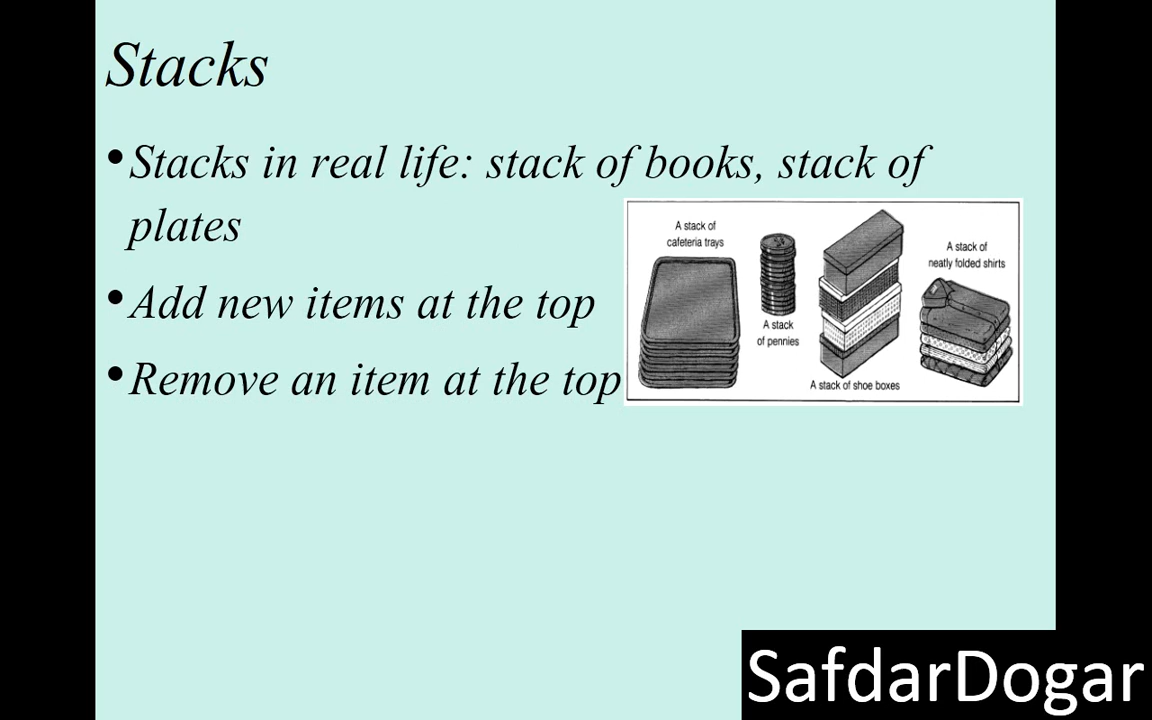 Stacks
•Stacks in real life: stack of books, stack of
plates
•Add new items at the top
•Remove an item at the top
A stack of
cafeteria trays
A stack
of pennies
A stack of shoe boxes
A stack of
neatly folded shirts
SafdarDogar